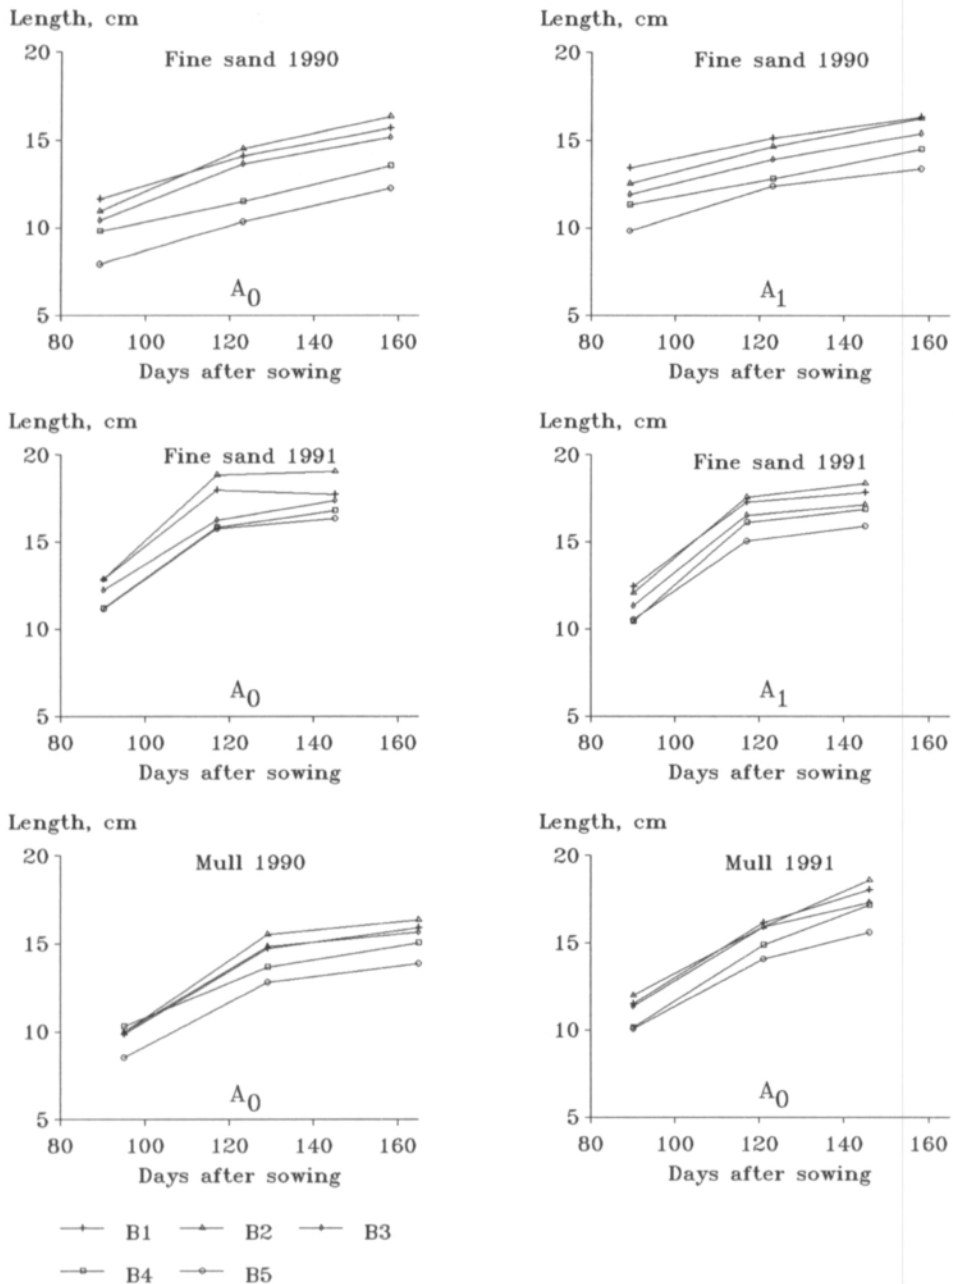 Length, cm
Fine sand 1990
20
15
10
5
A0
80 100 120 140 160
Days after sowing
Length, cm
Fine sand 1990
20
15
10
5
A1
80 100 120 140 160
Days after sowing
Length, cm
Fine sand 1991
20
15
10
5
A0
80 100 120 140 160
Days after sowing
Length, cm
Fine sand 1991
20
15
10
5
A1
80 100 120 140 160
Days after sowing
Length, cm
Mull 1990
20
15
10
5
A0
80 100 120 140 160
Days after sowing
Length, cm
Mull 1991
20
15
10
5
A0
80 100 120 140 160
Days after sowing
B1 B2 B3
B4 B5